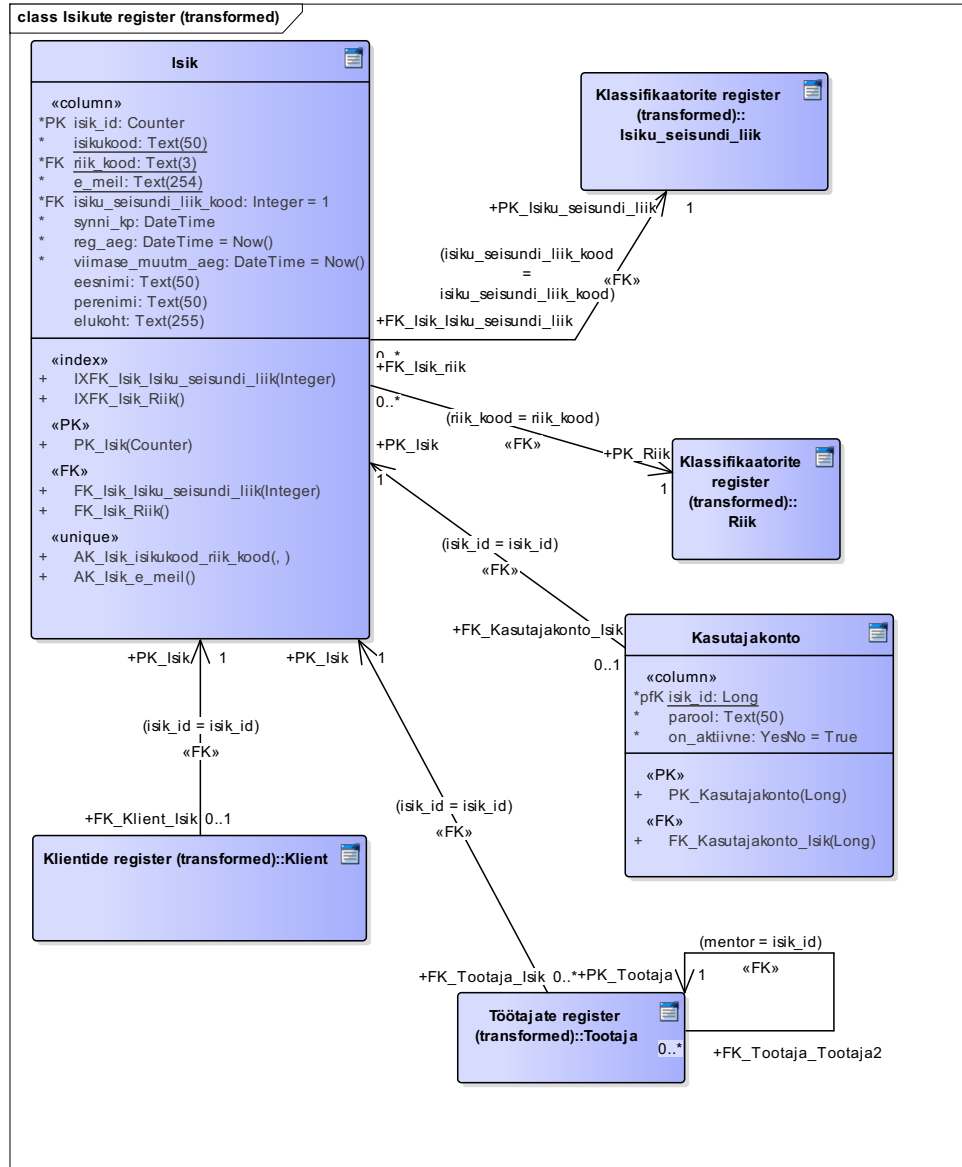 class Isikute register (transformed)
Isik
«column»
*PK isik_id: Counter
* isikukood: Text(50)
*FK riik_kood: Text(3)
* e_meil: Text(254)
*FK isiku_seisundi_liik_kood: Integer = 1
* synni_kp: DateTime
* reg_aeg: DateTime = Now()
* viimase_muutm_aeg: DateTime = Now()
eesnimi: Text(50)
perenimi: Text(50)
elukoht: Text(255)
«index»
+ IXFK_Isik_Isiku_seisundi_liik(Integer)
+ IXFK_Isik_Riik()
«PK»
+ PK_Isik(Counter)
«FK»
+ FK_Isik_Isiku_seisundi_liik(Integer)
+ FK_Isik_Riik()
«unique»
+ AK_Isik_isikukood_riik_kood(, )
+ AK_Isik_e_meil()
Klassifikaatorite register
(transformed)::
Isiku_seisundi_liik
+PK_Isiku_seisundi_liik 1
(isiku_seisundi_liik_kood
=
isiku_seisundi_liik_kood)
«FK»
+FK_Isik_Isiku_seisundi_liik
0..*
+FK_Isik_riik
0..*
(riik_kood = riik_kood)
«FK»
+PK_Riik
1
Klassifikaatorite
register
(transformed)::
Riik
+PK_Isik
1
(isik_id = isik_id)
«FK»
+FK_Kasutajakonto_Isik
0..1
Kasutajakonto
«column»
*pfK isik_id: Long
* parool: Text(50)
* on_aktiivne: YesNo = True
«PK»
+ PK_Kasutajakonto(Long)
«FK»
+ FK_Kasutajakonto_Isik(Long)
+PK_Isik 1
(isik_id = isik_id)
«FK»
+FK_Klient_Isik 0..1
Klientide register (transformed)::Klient
+PK_Isik 1
(isik_id = isik_id)
«FK»
+FK_Tootaja_Isik 0..*
+PK_Tootaja 1
(mentor = isik_id)
«FK»
Töötajate register
(transformed)::Tootaja
0..*
+FK_Tootaja_Tootaja2